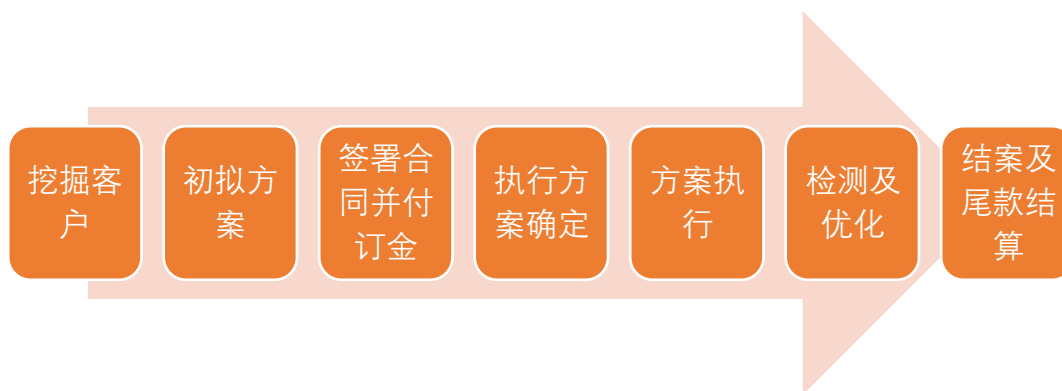 挖掘客
户
初拟方
案
签署合
同并付
订金
执行方
案确定
方案执
行
检测及
优化
结案及
尾款结
算